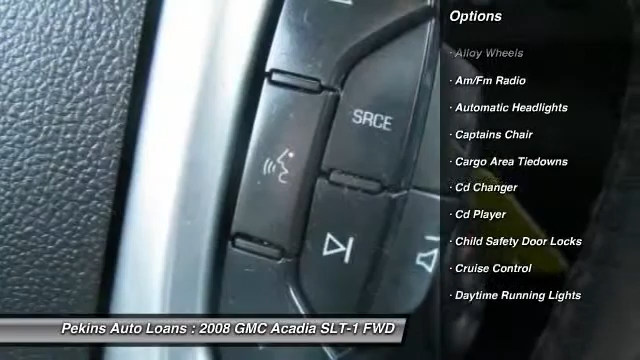 Options
· Alloy Wheels
· Am/Fm Radio
· Automatic Headlights
· Captains Chair
· Cargo Area Tiedowns
· Cd Changer
· Cd Player
· Child Safety Door Locks
· Cruise Control
· Daytime Running Lights
SRCE
Pekins Auto Loans : 2008 GMC Acadia SLT-1 FWD